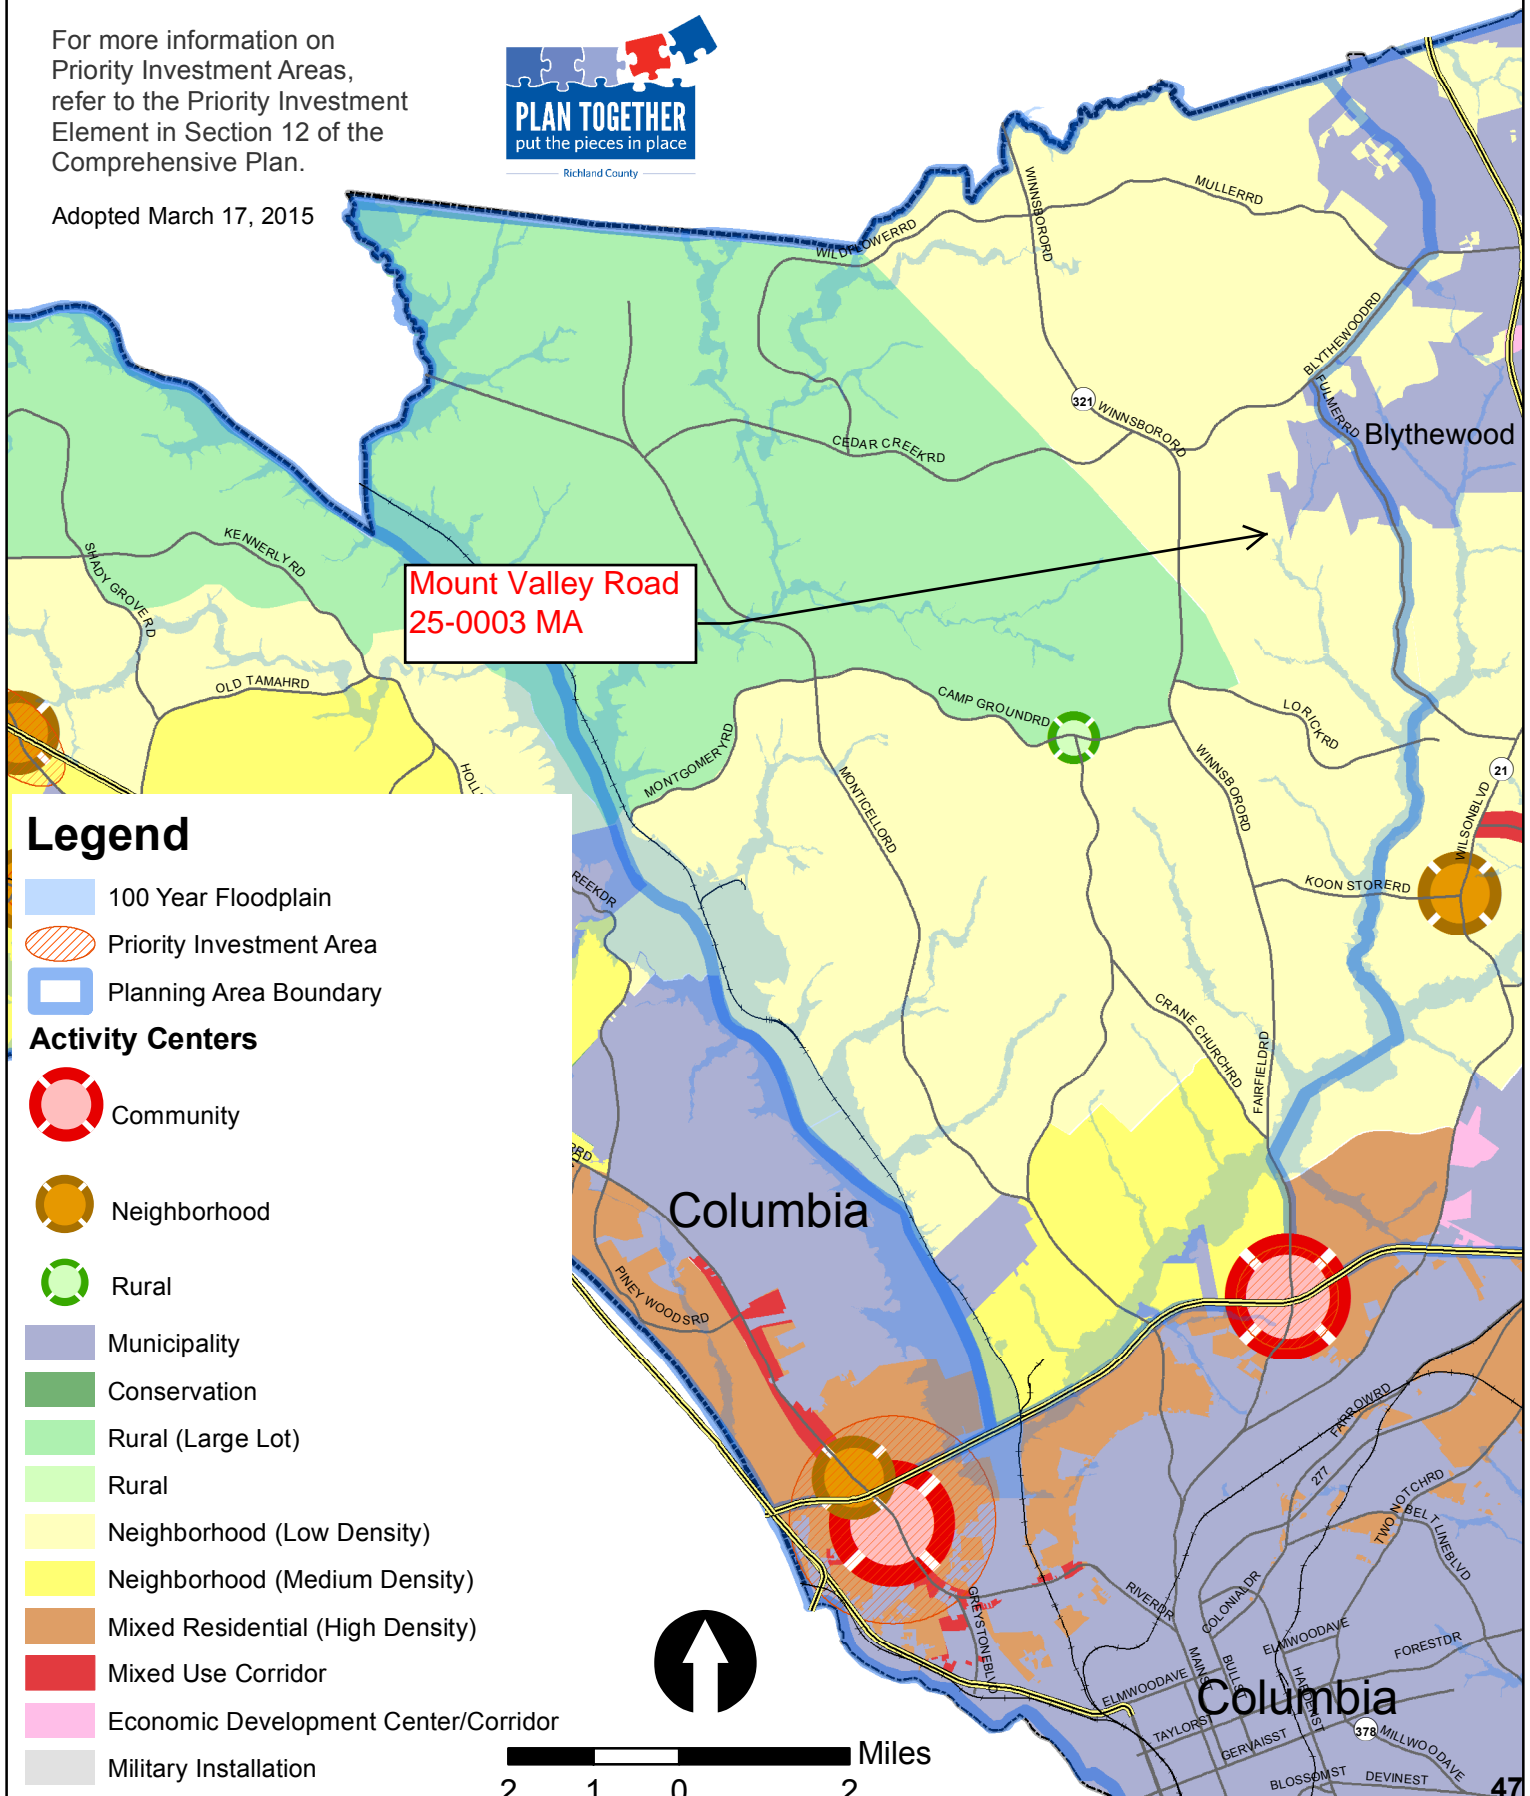 For more information on
Priority Investment Areas,
refer to the Priority Investment
Element in Section 12 of the
Comprehensive Plan.
Adopted March 17, 2015
PLAN TOGETHER
put the pieces in place
Richland County
WINNSBORORD
MULLERRD
WILDFLOWERRD
BLYTHEWOODRD
FULMERRD
321
WINNSBORORD
Blythewood
CEDAR CREEKRD
KENNERLYRD
SHADY GROVERD
Mount Valley Road
25-0003 MA
OLD TAMAHRD
CAMP GROUNDRD
LORICKRD
MONTGOMERYRD
MONTICELLORD
WINNSBORORD
21
WILSONBLVD
KOON STORERD
REEKDR
CRANE CHURCHRD
FAIRFIELDRD
Columbia
PINEY WOODSRD
FARROWRD
277
TWO NOTCHRD
BELT LINEBLVD
GREYSTONEBLVD
RIVERDR
COLONIALDR
ELMWOODAVE
FORESTDR
MAINST
BULLST
HARDENST
ELMWOODAVE
Columbia
TAYLORST
GERVAISST
378
MILLWOODAVE
BLOSSOMST
DEVINEST
Legend
100 Year Floodplain
Priority Investment Area
Planning Area Boundary
Activity Centers
Community
Neighborhood
Rural
Municipality
Conservation
Rural (Large Lot)
Rural
Neighborhood (Low Density)
Neighborhood (Medium Density)
Mixed Residential (High Density)
Mixed Use Corridor
Economic Development Center/Corridor
Military Installation
Miles
2 1 0 2
47